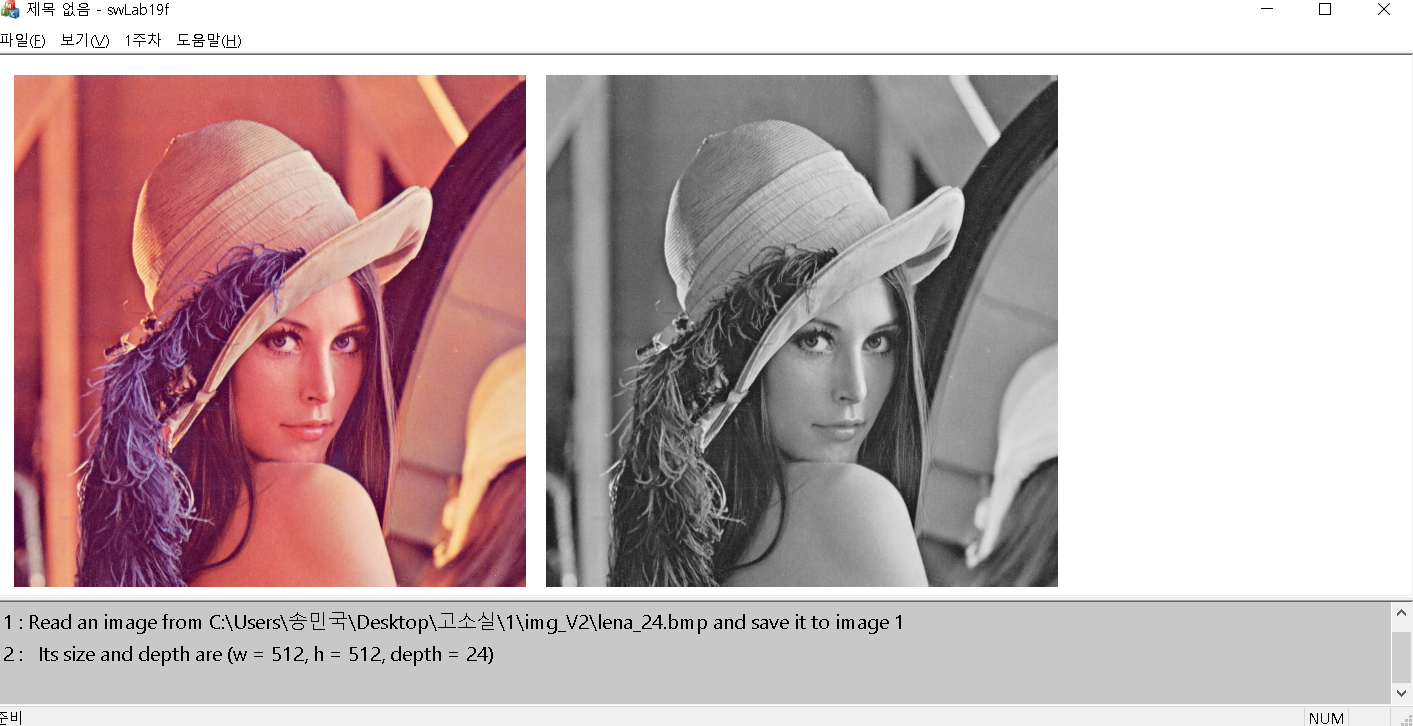 제목 없음 - swLab19f
파일(F) 보기(V) 1주차 도움말(H)
1 : Read an image from C:\Users\송민국\Desktop\고소실\1\img_V2\lena_24.bmp and save it to image 1
2 : Its size and depth are (w = 512, h = 512, depth = 24)
준비 NUM